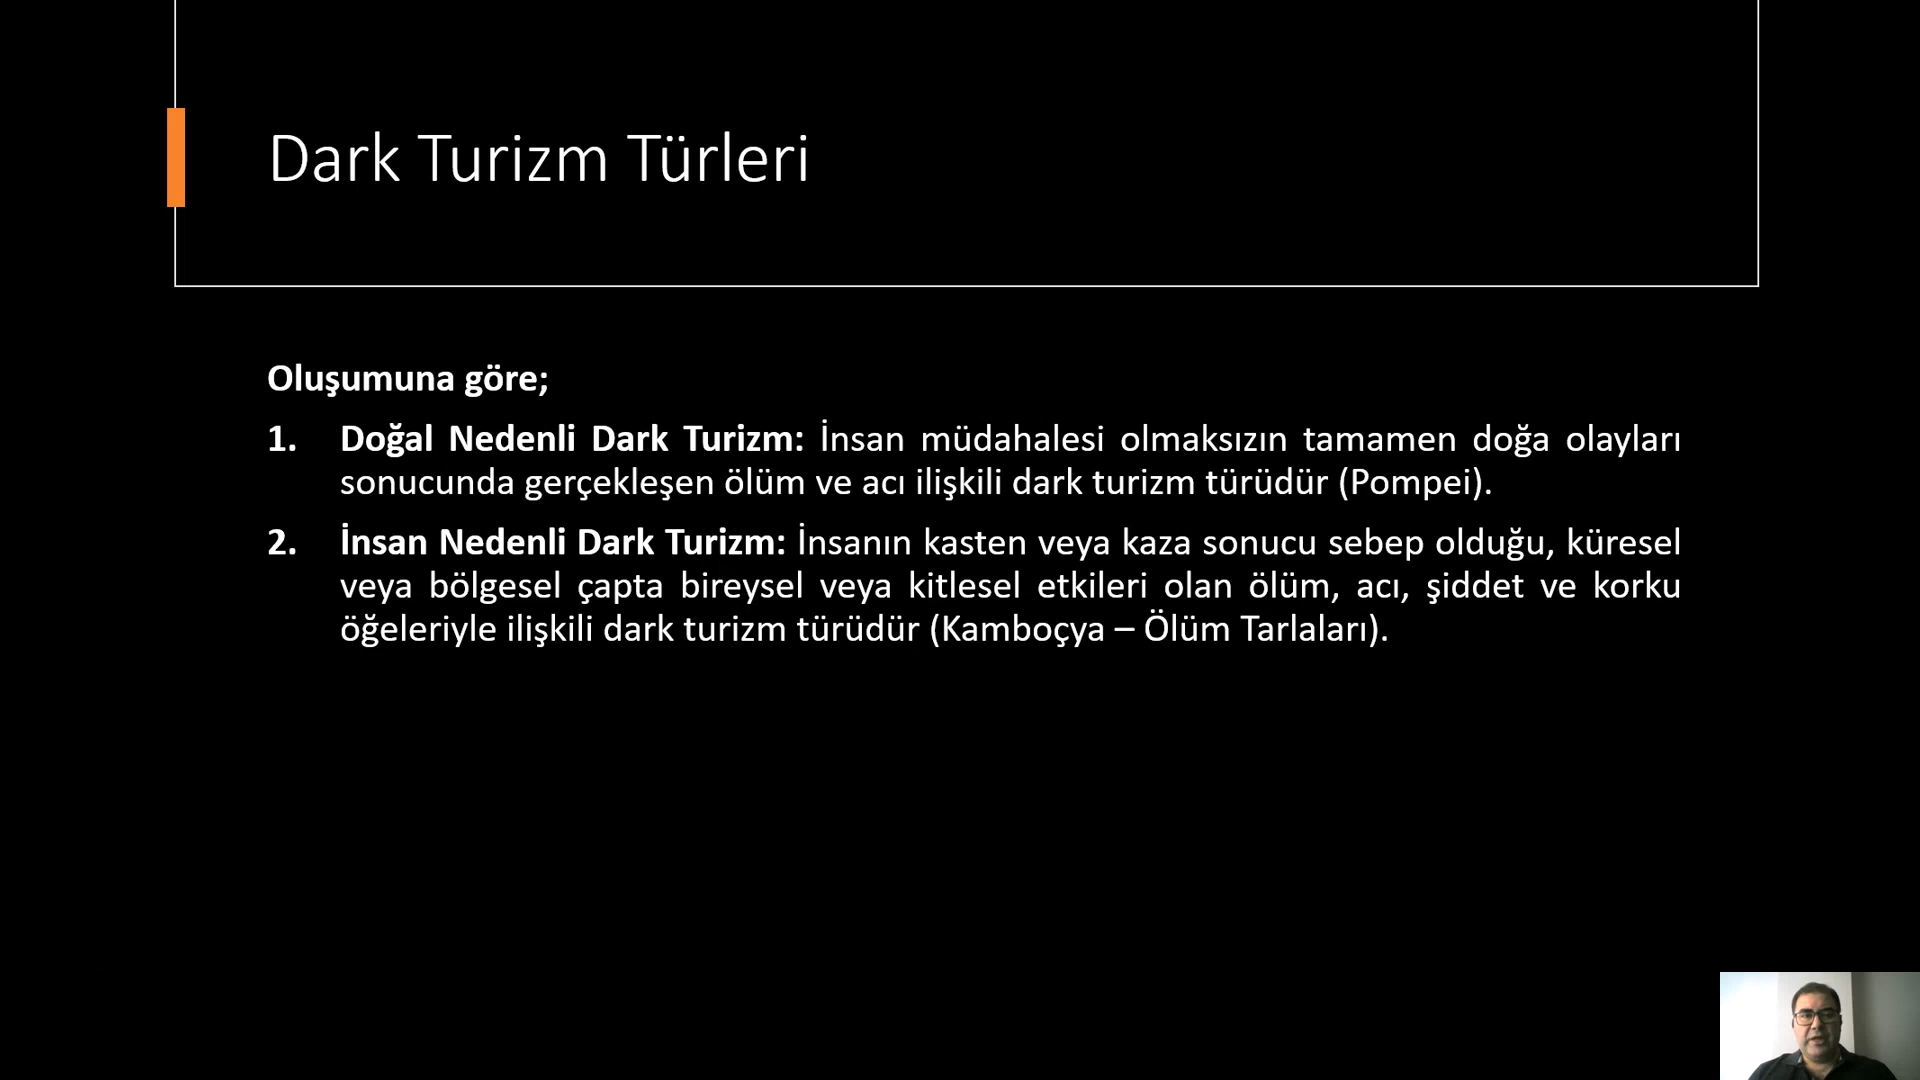 Dark Turizm Türleri
Oluşumuna göre;
1. Doğal Nedenli Dark Turizm: İnsan müdahalesi olmaksızın tamamen doğa olayları
sonucunda gerçekleşen ölüm ve acı ilişkili dark turizm türüdür (Pompei).
2. İnsan Nedenli Dark Turizm: İnsanın kasten veya kaza sonucu sebep olduğu, küresel
veya bölgesel çapta bireysel veya kitlesel etkileri olan ölüm, acı, şiddet ve korku
öğeleriyle ilişkili dark turizm türüdür (Kamboçya – Ölüm Tarlaları).